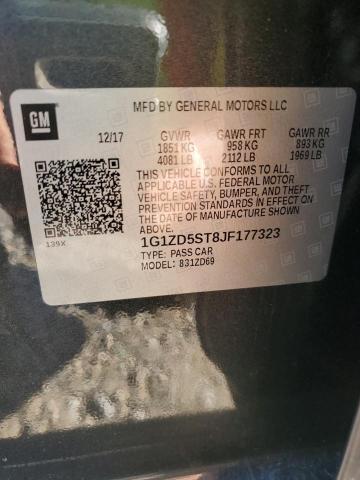 GM
MFD BY GENERAL MOTORS LLC
12/17 GVWR GAWR FRT GAWR RR
1851 KG 958 KG 893 KG
4081 LB 2112 LB 1969 LB
THIS VEHICLE CONFORMS TO ALL
APPLICABLE U.S. FEDERAL MOTOR
VEHICLE SAFETY, BUMPER, AND THEFT
PREVENTION STANDARDS IN EFFECT
ON THE DATE OF MANUFACTURE SHOWN
ABOVE.
139X
1G1ZD5ST8JF177323
TYPE: PASS CAR
MODEL: 831ZD69